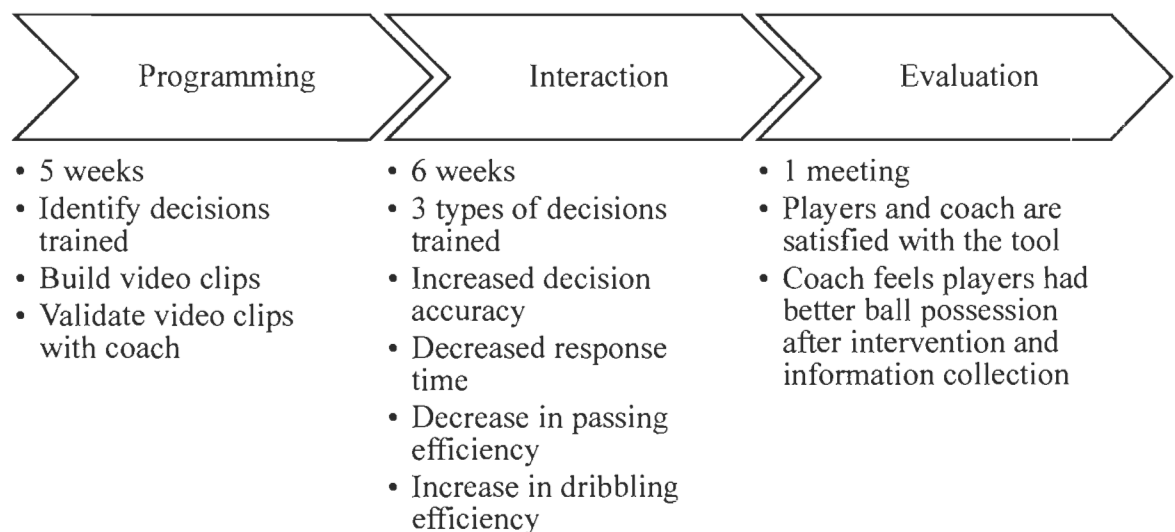 Programming
Interaction
Evaluation
• 5 weeks
• Identify decisions
trained
• Build video clips
• Validate video clips
with coach
• 6 weeks
• 3 types of decisions
trained
• Increased decision
accuracy
• Decreased response
time
• Decrease in passing
efficiency
• Increase in dribbling
efficiency
• 1 meeting
• Players and coach are
satisfied with the tool
• Coach feels players had
better ball possession
after intervention and
information collection